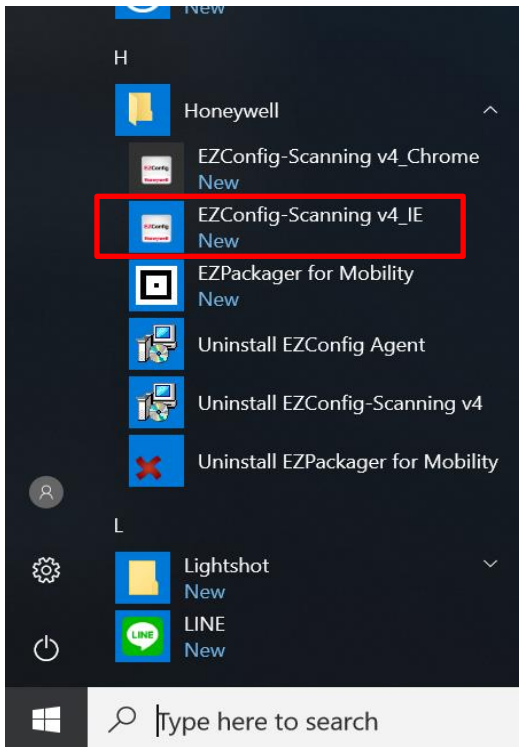 New
H
Honeywell
EZConfig-Scanning v4_Chrome
New
EZConfig-Scanning v4_IE
New
EZPackager for Mobility
New
Uninstall EZConfig Agent
Uninstall EZConfig-Scanning v4
Uninstall EZPackager for Mobility
L
Lightshot
New
LINE
LINE
New
Type here to search